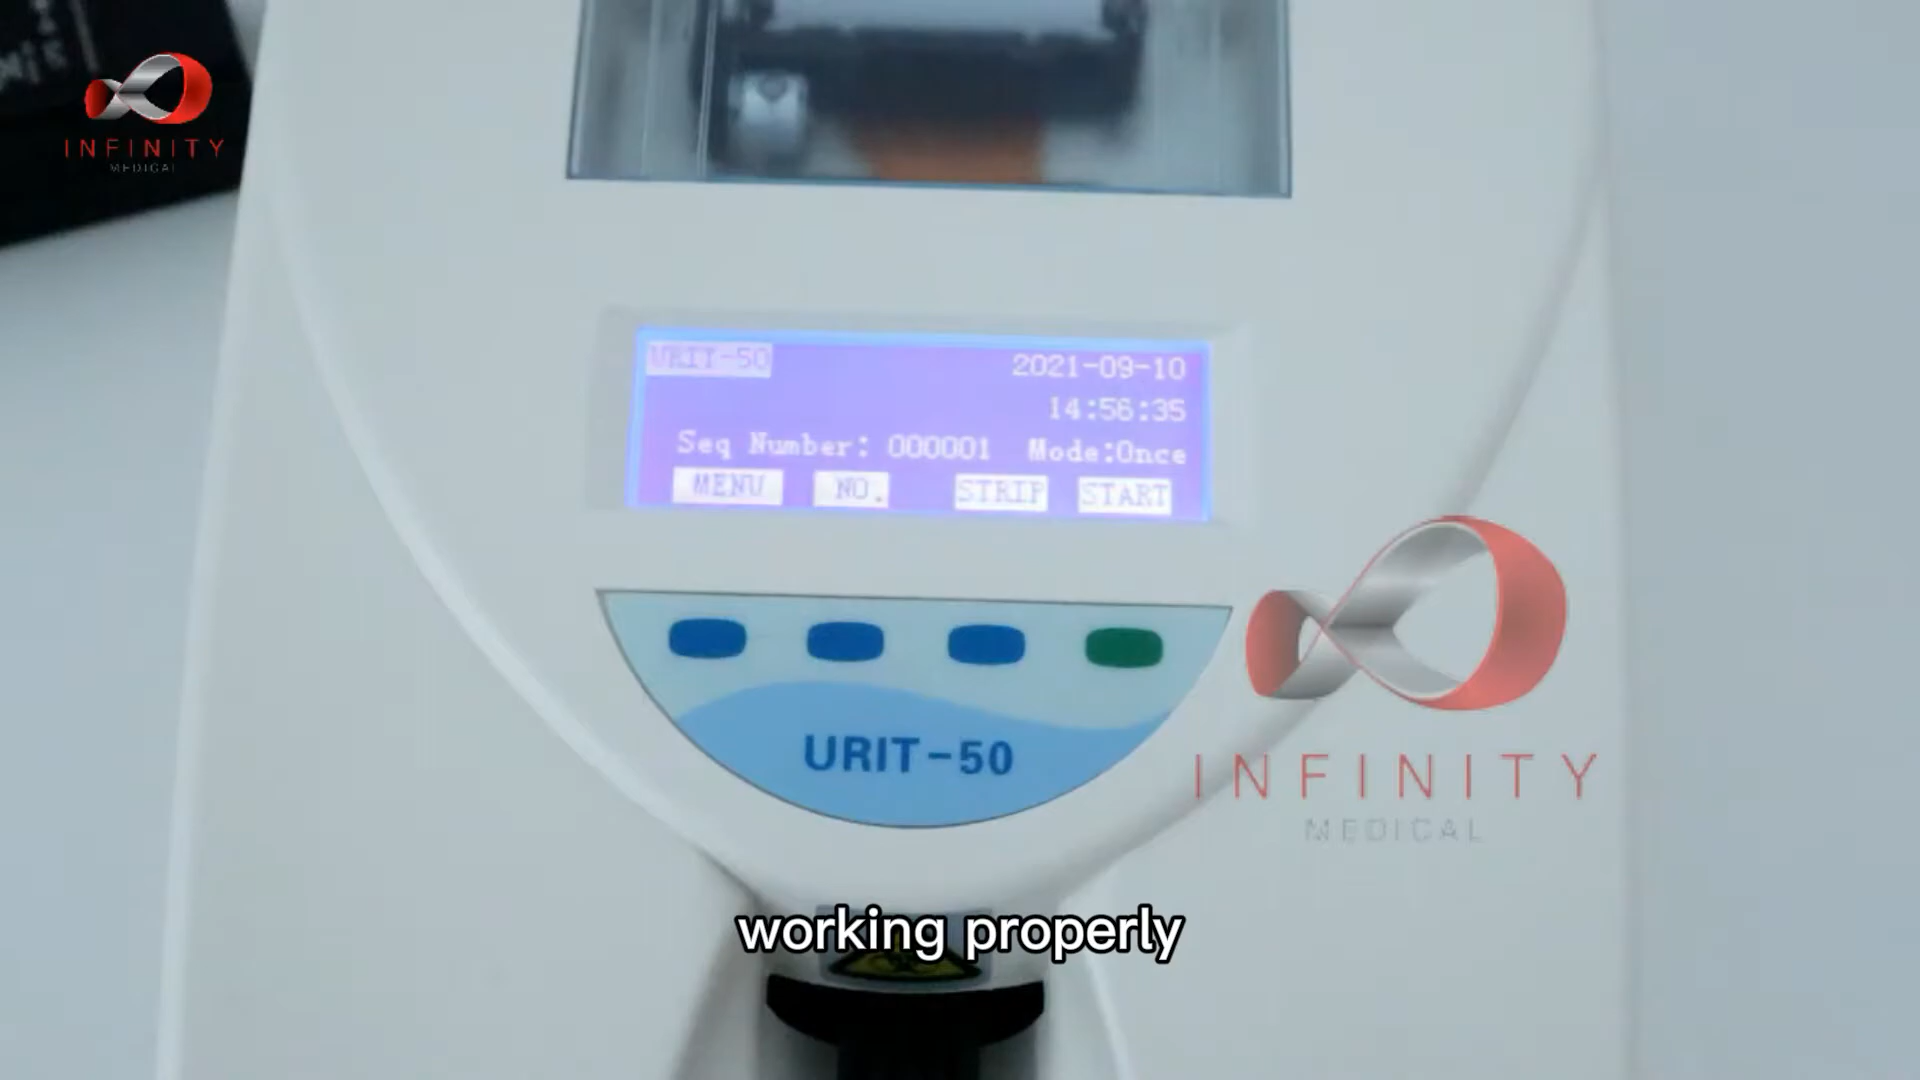 INFINITY
MEDICAL
URIT-50
2021-09-10
14:56:35
Seq Number: 000001 Mode:Once
MENU NO. STRIP START
URIT-50
INFINITY
MEDICAL
working properly